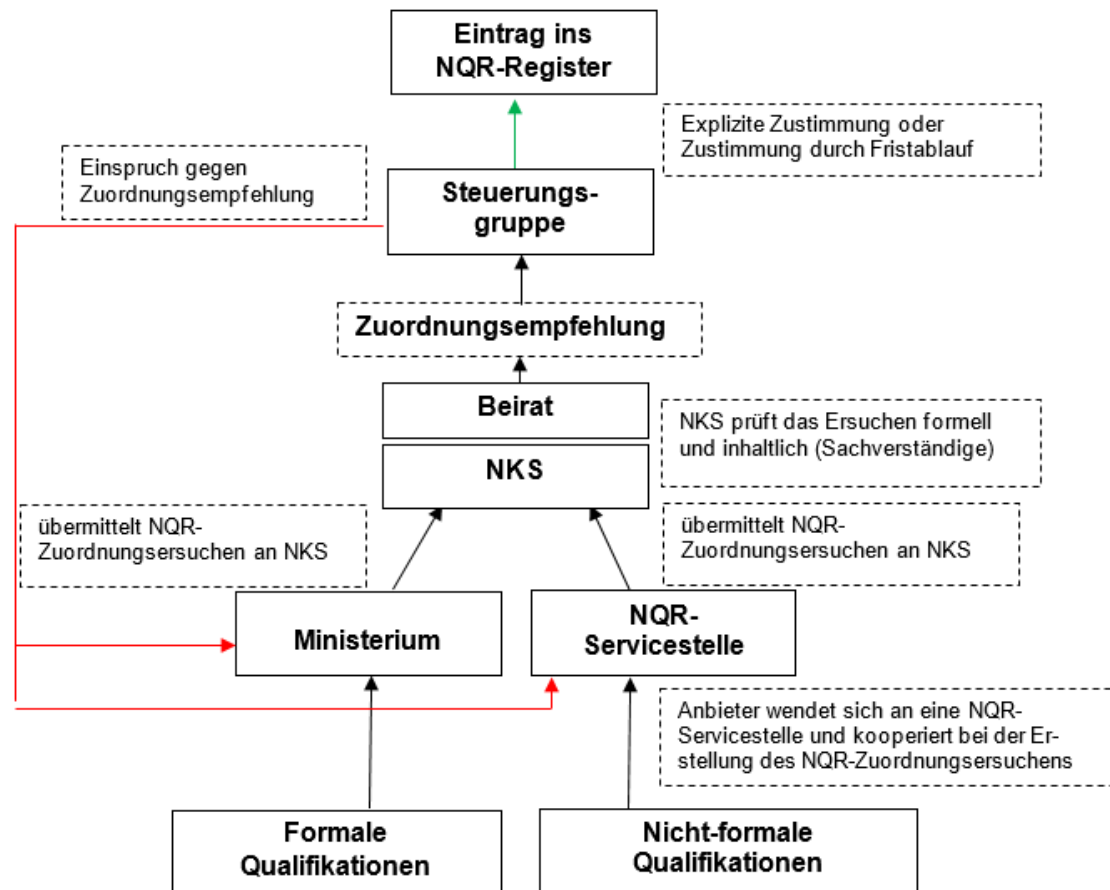 Eintrag ins
NQR-Register
Explizite Zustimmung oder
Zustimmung durch Fristablauf
Einspruch gegen
Zuordnungsempfehlung
Steuerungs-
gruppe
Zuordnungsempfehlung
Beirat
NKS prüft das Ersuchen formell
und inhaltlich (Sachverständige)
NKS
übermittelt NQR-
Zuordnungsersuchen an NKS
übermittelt NQR-
Zuordnungsersuchen an NKS
Ministerium
NQR-
Servicestelle
Anbieter wendet sich an eine NQR-
Servicestelle und kooperiert bei der Er-
stellung des NQR-Zuordnungsersuchens
Formale
Qualifikationen
Nicht-formale
Qualifikationen